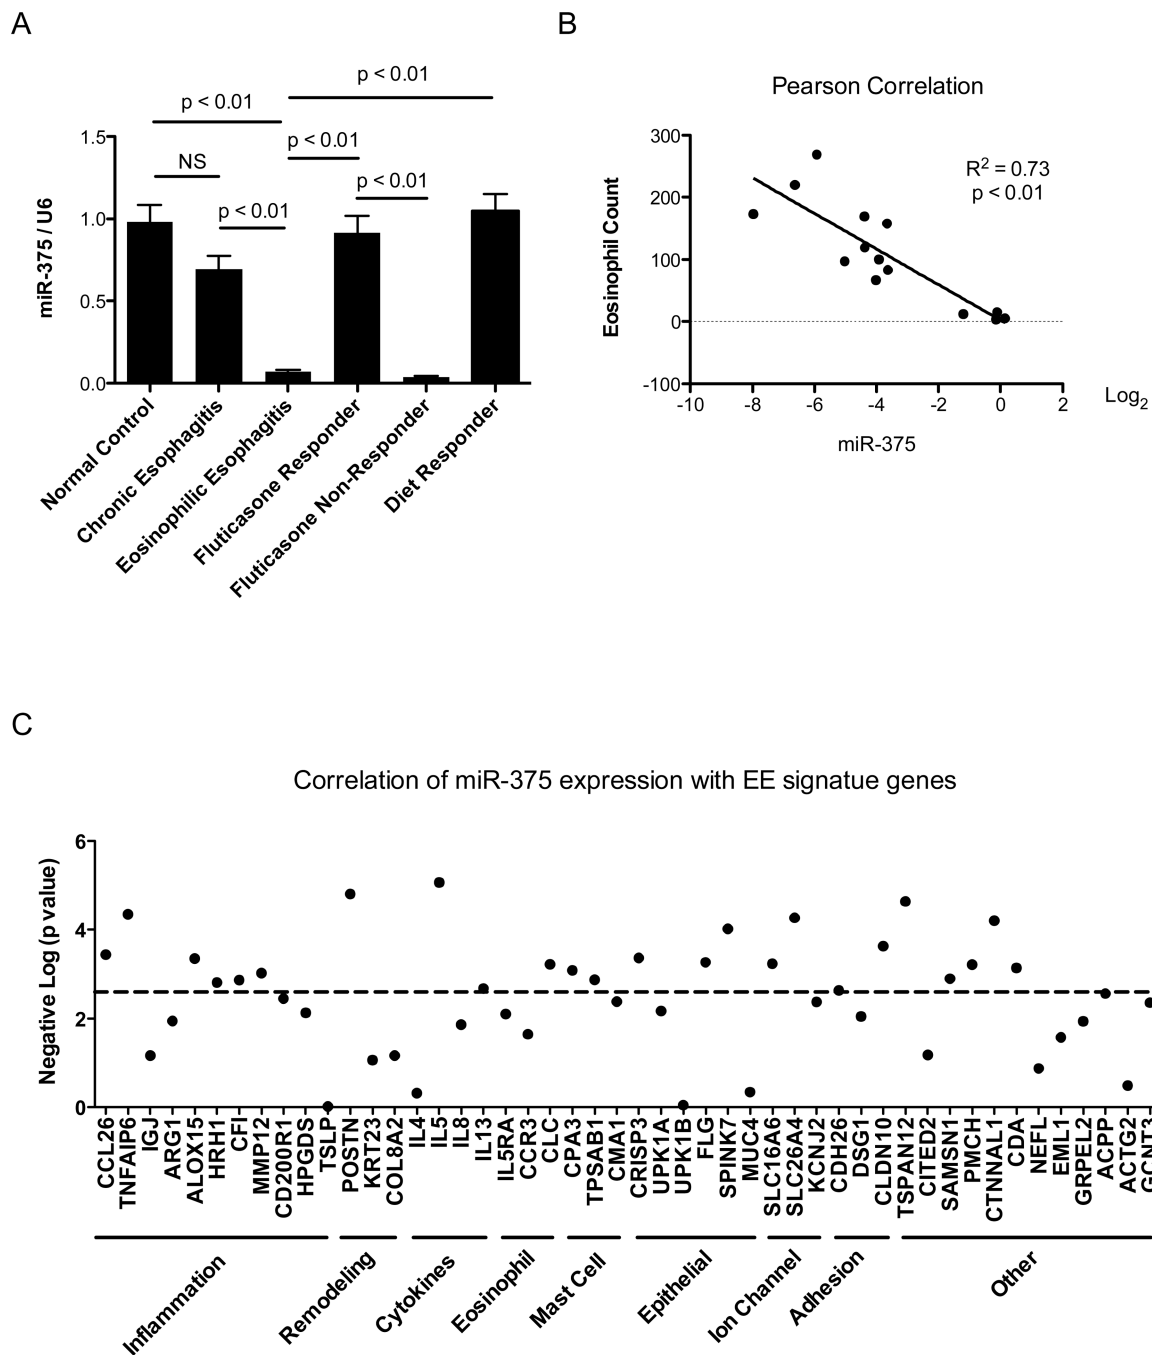 A
p < 0.01
p < 0.01
p < 0.01
NS
p < 0.01
p < 0.01
1.5
1.0
0.5
0.0
miR-375 / U6
Normal Control
Chronic Esophagitis
Eosinophilic Esophagitis
Fluticasone Responder
Fluticasone Non-Responder
Diet Responder
B
Pearson Correlation
R2 = 0.73
p < 0.01
300
200
100
0
-100
Eosinophil Count
-10 -8 -6 -4 -2 0 2
Log2
miR-375
C
Correlation of miR-375 expression with EE signatue genes
6
4
2
0
Negative Log (p value)
CCL26
TNFAIP6
IGJ
ARG1
ALOX15
HRH1
CFI
MMP12
CD200R1
HPGDS
TSLP
POSTN
KRT23
COL8A2
IL4
IL5
IL8
IL13
IL5RA
CCR3
CLC
CPA3
TPSAB1
CMA1
CRISP3
UPK1A
UPK1B
FLG
SPINK7
MUC4
SLC16A6
SLC26A4
KCNJ2
CDH26
DSG1
CLDN10
TSPAN12
CITED2
SAMSN1
PMCH
CTNNAL1
CDA
NEFL
EML1
GRPEL2
ACPP
ACTG2
GCNT3
Inflammation
Remodeling
Cytokines
Eosinophil
Mast Cell
Epithelial
Ion Channel
Adhesion
Other